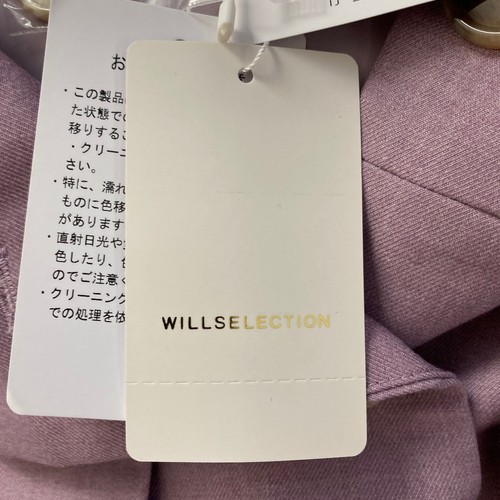 お
・この製品
た状態での
移りするこ
・クリーニ
さい。
・特に、濡れ
ものに色移
があります
・直射日光や
色したり、
のでご注意く
・クリーニング
での処理を依
WILLSELECTION